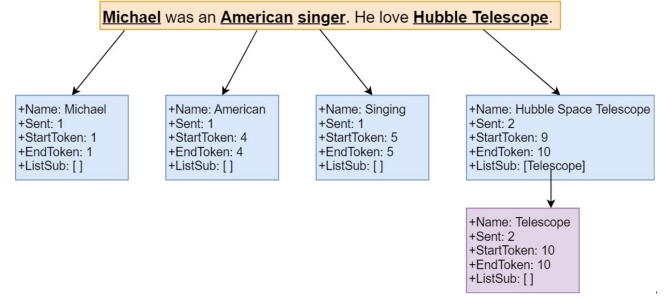 Michael was an American singer. He love Hubble Telescope.
+Name: Michael
+Sent: 1
+StartToken: 1
+EndToken: 1
+ListSub: [ ]
+Name: American
+Sent: 1
+StartToken: 4
+EndToken: 4
+ListSub: [ ]
+Name: Singing
+Sent: 1
+StartToken: 5
+EndToken: 5
+ListSub: [ ]
+Name: Hubble Space Telescope
+Sent: 2
+StartToken: 9
+EndToken: 10
+ListSub: [Telescope]
+Name: Telescope
+Sent: 2
+StartToken: 10
+EndToken: 10
+ListSub: [ ]